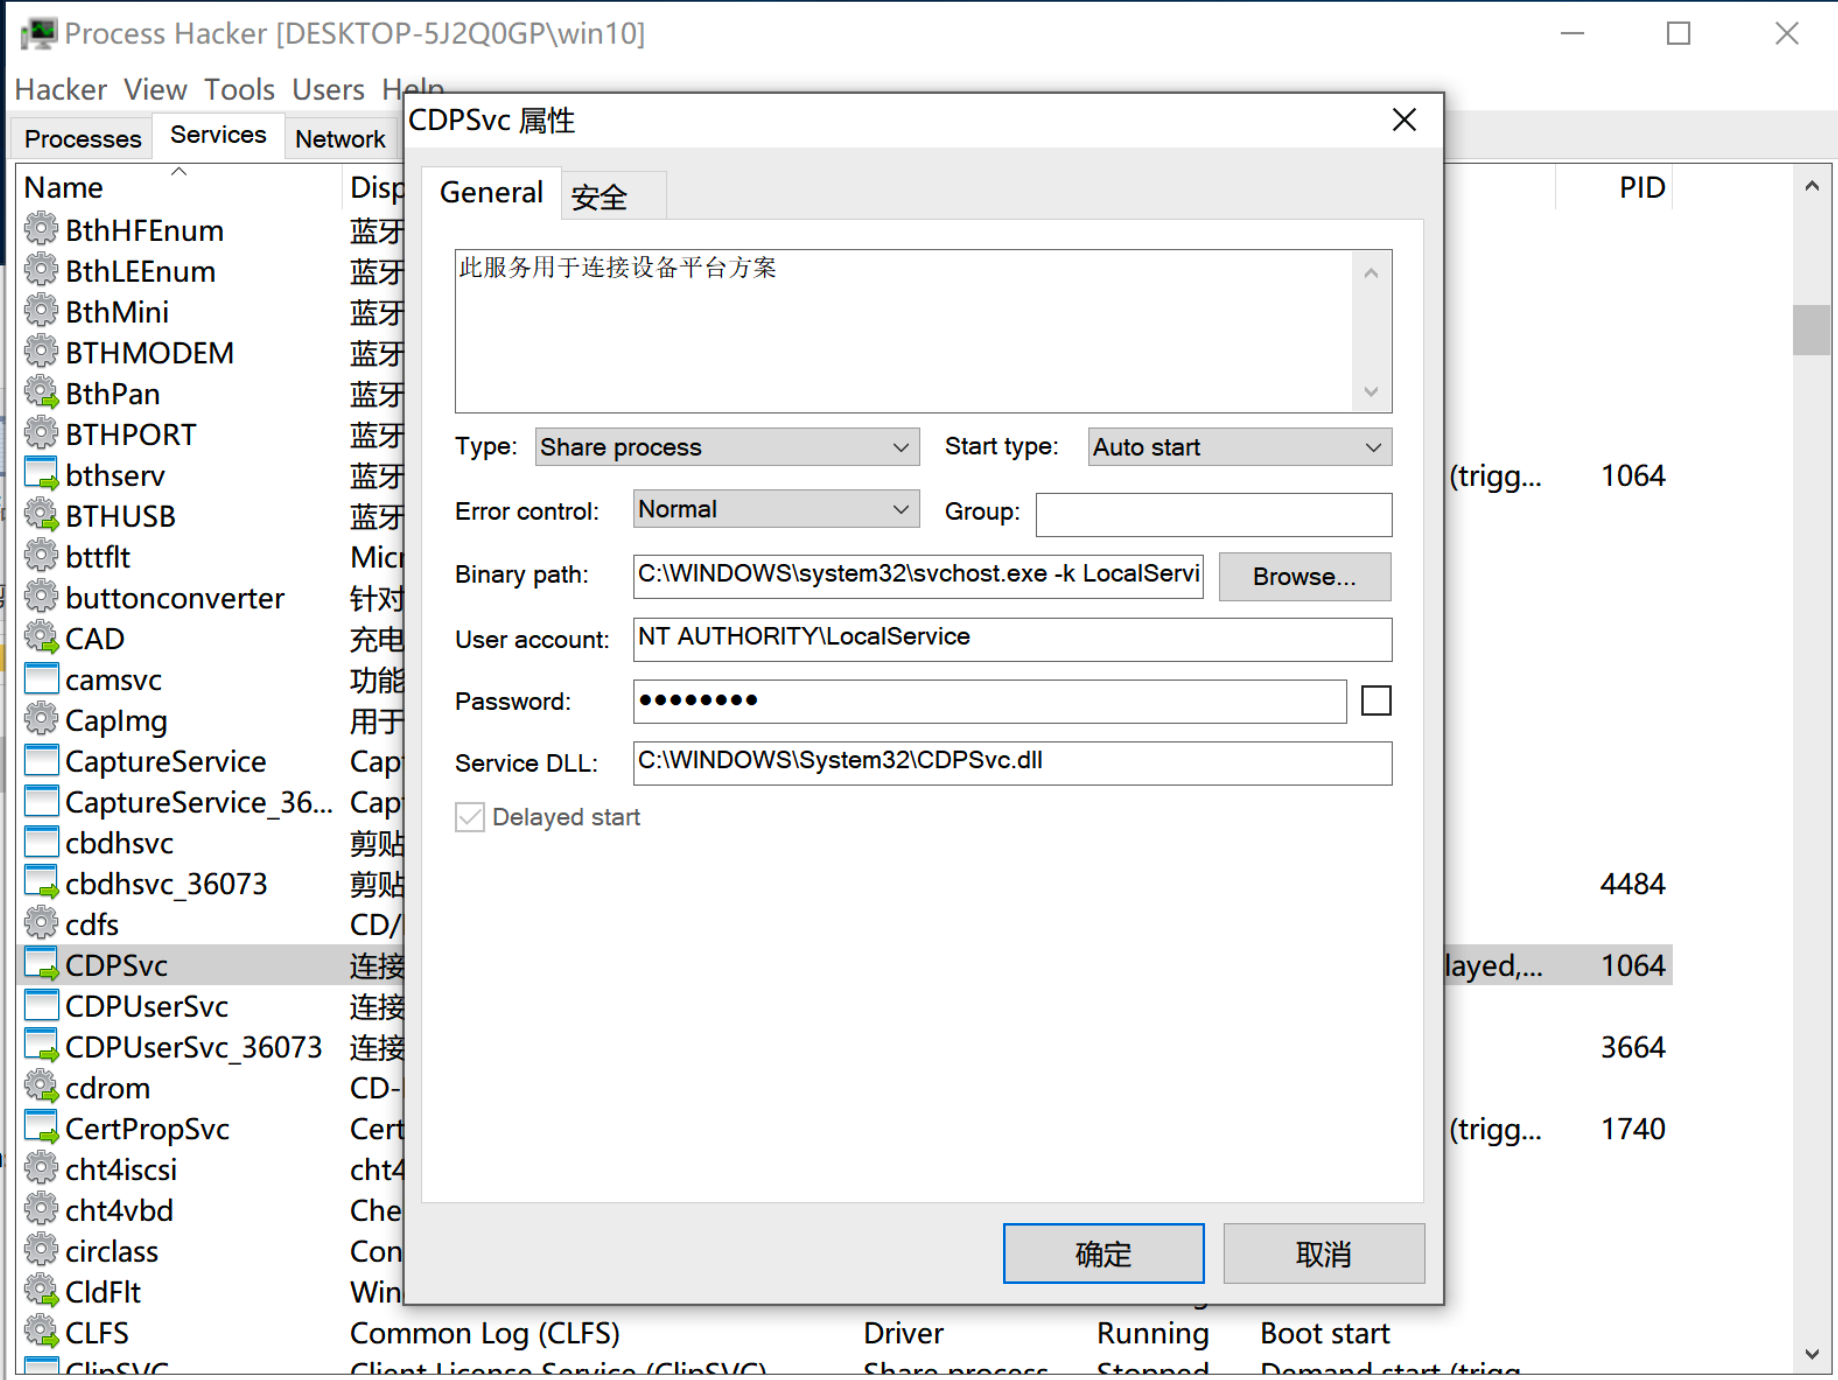 Process Hacker [DESKTOP-5J2Q0GP\win10]
Hacker View Tools Users Help
Processes Services Network
Name Disp PID
BthHFEnum 蓝牙
BthLEEnum 蓝牙
BthMini 蓝牙
BTHMODEM 蓝牙
BthPan 蓝牙
BTHPORT 蓝牙
bthserv 蓝牙 (trigg... 1064
BTHUSB 蓝牙
bttflt Micr
buttonconverter 针对
CAD 充电
camsvc 功能
CapImg 用于
CaptureService Capt
CaptureService_36... Capt
cbdhsvc 剪贴
cbdhsvc_36073 剪贴 4484
cdfs CD/
CDPSvc 连接 layed,... 1064
CDPUserSvc 连接
CDPUserSvc_36073 连接 3664
cdrom CD-
CertPropSvc Cert (trigg... 1740
cht4iscsi cht4
cht4vbd Che
circlass Con
CldFlt Win
CLFS Common Log (CLFS) Driver Running Boot start
ClipSVC Client License Service (ClipSVC) Share process Stopped Demand start (trigg...
CDPSvc 属性
General 安全
此服务用于连接设备平台方案
Type: Share process Start type: Auto start
Error control: Normal Group:
Binary path: C:\WINDOWS\system32\svchost.exe -k LocalServi Browse...
User account: NT AUTHORITY\LocalService
Password: ●●●●●●●●
Service DLL: C:\WINDOWS\System32\CDPSvc.dll
Delayed start
确定 取消